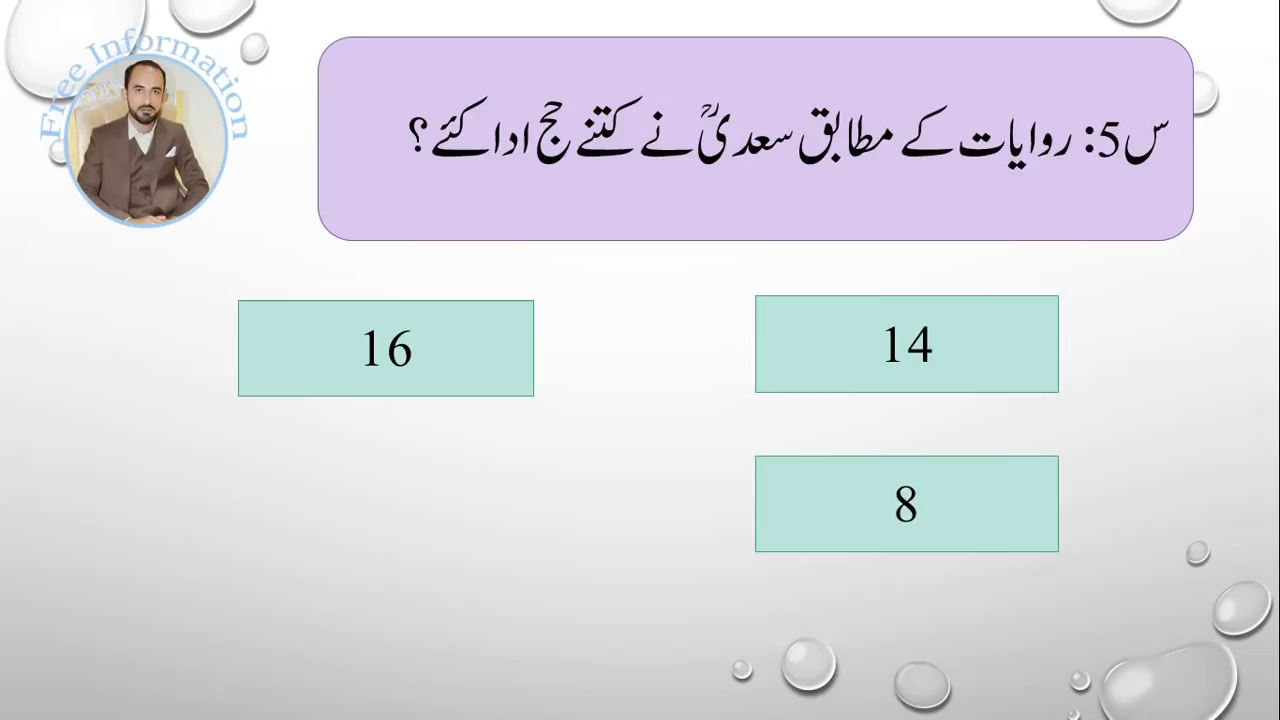 Free Information
س5: روایات کے مطابق سعدیؒ نے کتنے حج ادا کئے ؟
14
16
8